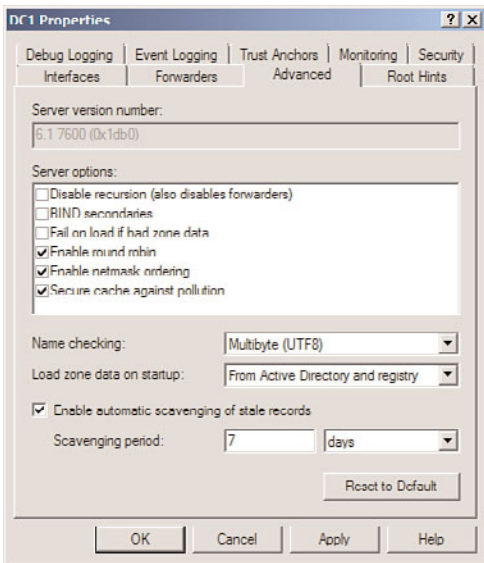 DC1 Properties
Debug Logging | Event Logging | Trust Anchors | Monitoring | Security
Interfaces | Forwarders | Advanced | Root Hints
Server version number:
6.1 7600 (0x1db0)
Server options:
Disable recursion (also disables forwarders)
BIND secondaries
Fail on load if bad zone data
Enable round robin
Enable netmask ordering
Secure cache against pollution
Name checking: Multibyte (UTF8)
Load zone data on startup: From Active Directory and registry
Enable automatic scavenging of stale records
Scavenging period: 7 days
Reset to Default
OK Cancel Apply Help